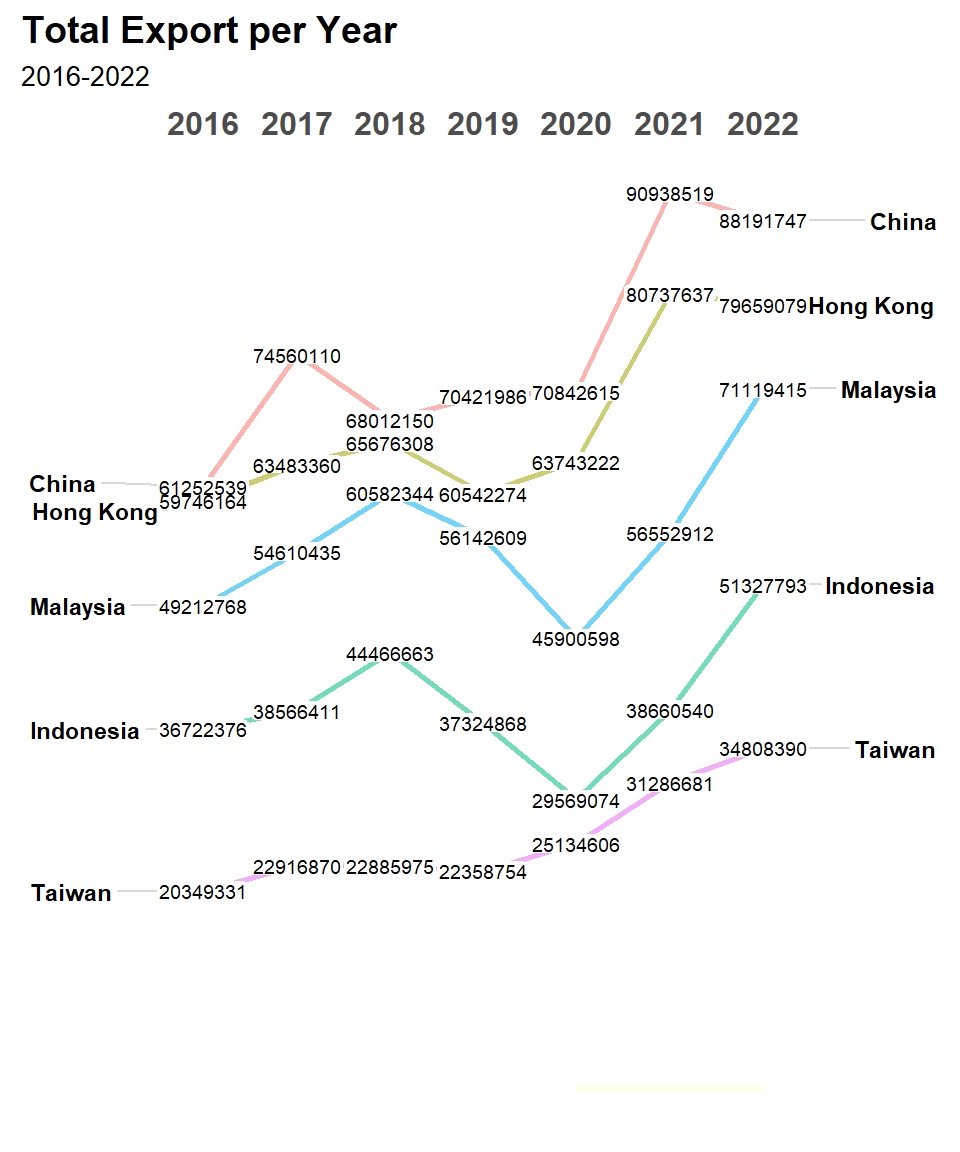 Total Export per Year
2016-2022
2016 2017 2018 2019 2020 2021 2022
90938519
88191747 China
80737637 79659079 Hong Kong
74560110
71119415 Malaysia
68012150 70421986 70842615
65676308
63483360 63743222
China 61252539
60582344 60542274
Hong Kong 59746164
54610435 56142609 56552912
51327793 Indonesia
Malaysia 49212768
45900598
44466663
Indonesia 36722376 38566411 37324868 38660540
34808390 Taiwan
31286681
29569074
25134606
Taiwan 20349331 22916870 22885975 22358754